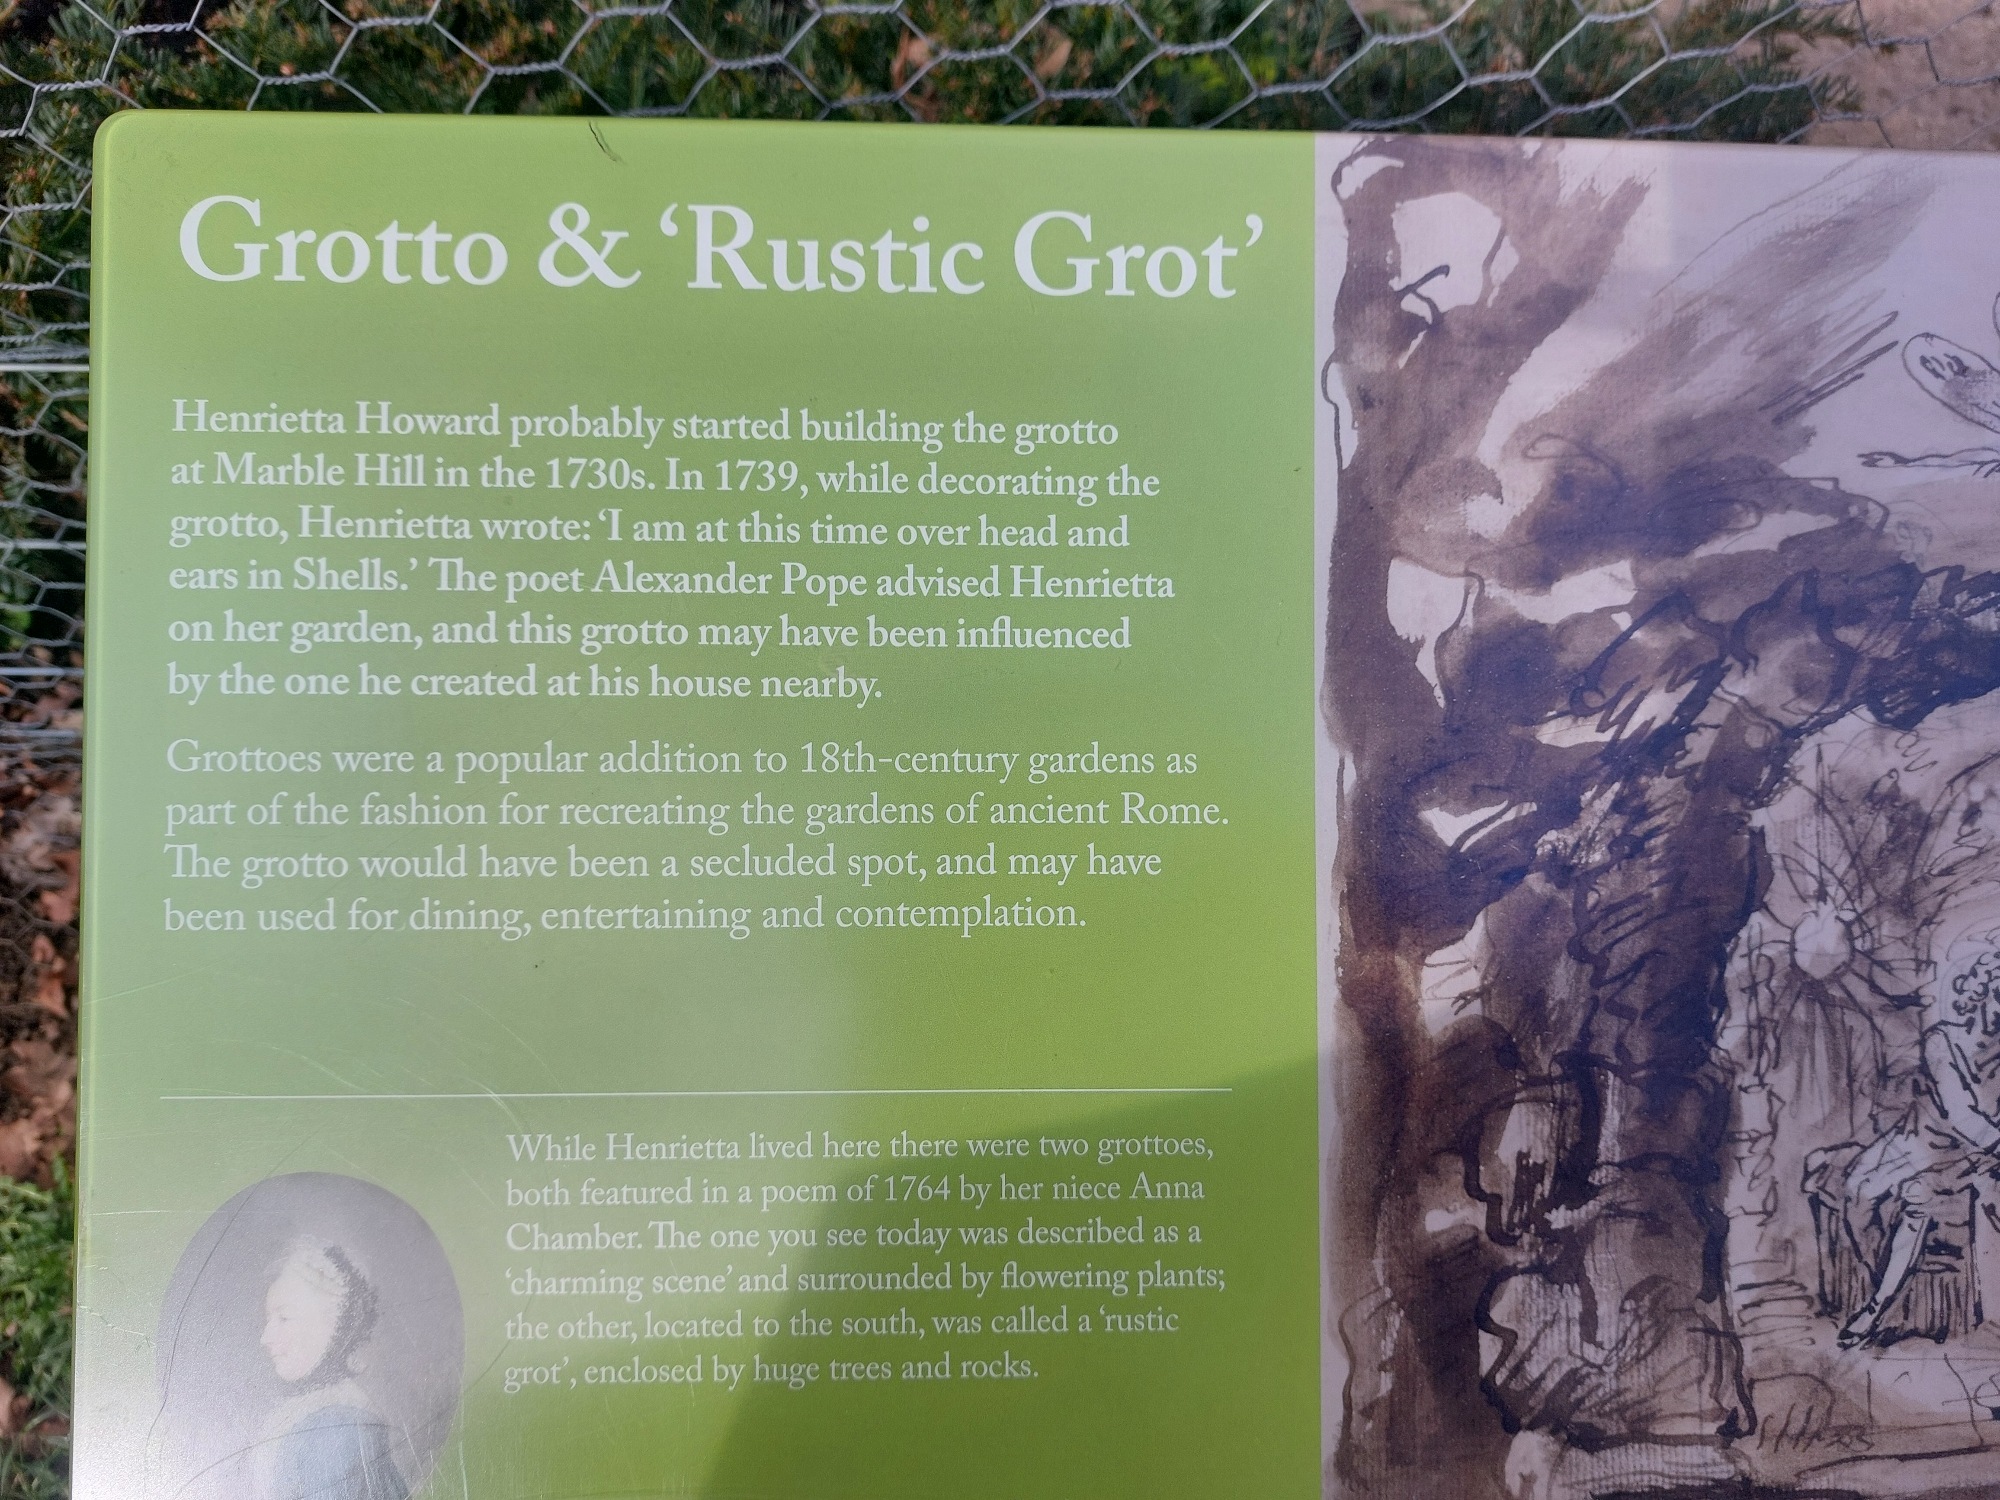 Grotto & ‘Rustic Grot’
Henrietta Howard probably started building the grotto
at Marble Hill in the 1730s. In 1739, while decorating the
grotto, Henrietta wrote: ‘I am at this time over head and
ears in Shells.’ The poet Alexander Pope advised Henrietta
on her garden, and this grotto may have been influenced
by the one he created at his house nearby.
Grottoes were a popular addition to 18th-century gardens as
part of the fashion for recreating the gardens of ancient Rome.
The grotto would have been a secluded spot, and may have
been used for dining, entertaining and contemplation.
While Henrietta lived here there were two grottoes,
both featured in a poem of 1764 by her niece Anna
Chamber. The one you see today was described as a
‘charming scene’ and surrounded by flowering plants;
the other, located to the south, was called a ‘rustic
grot’, enclosed by huge trees and rocks.